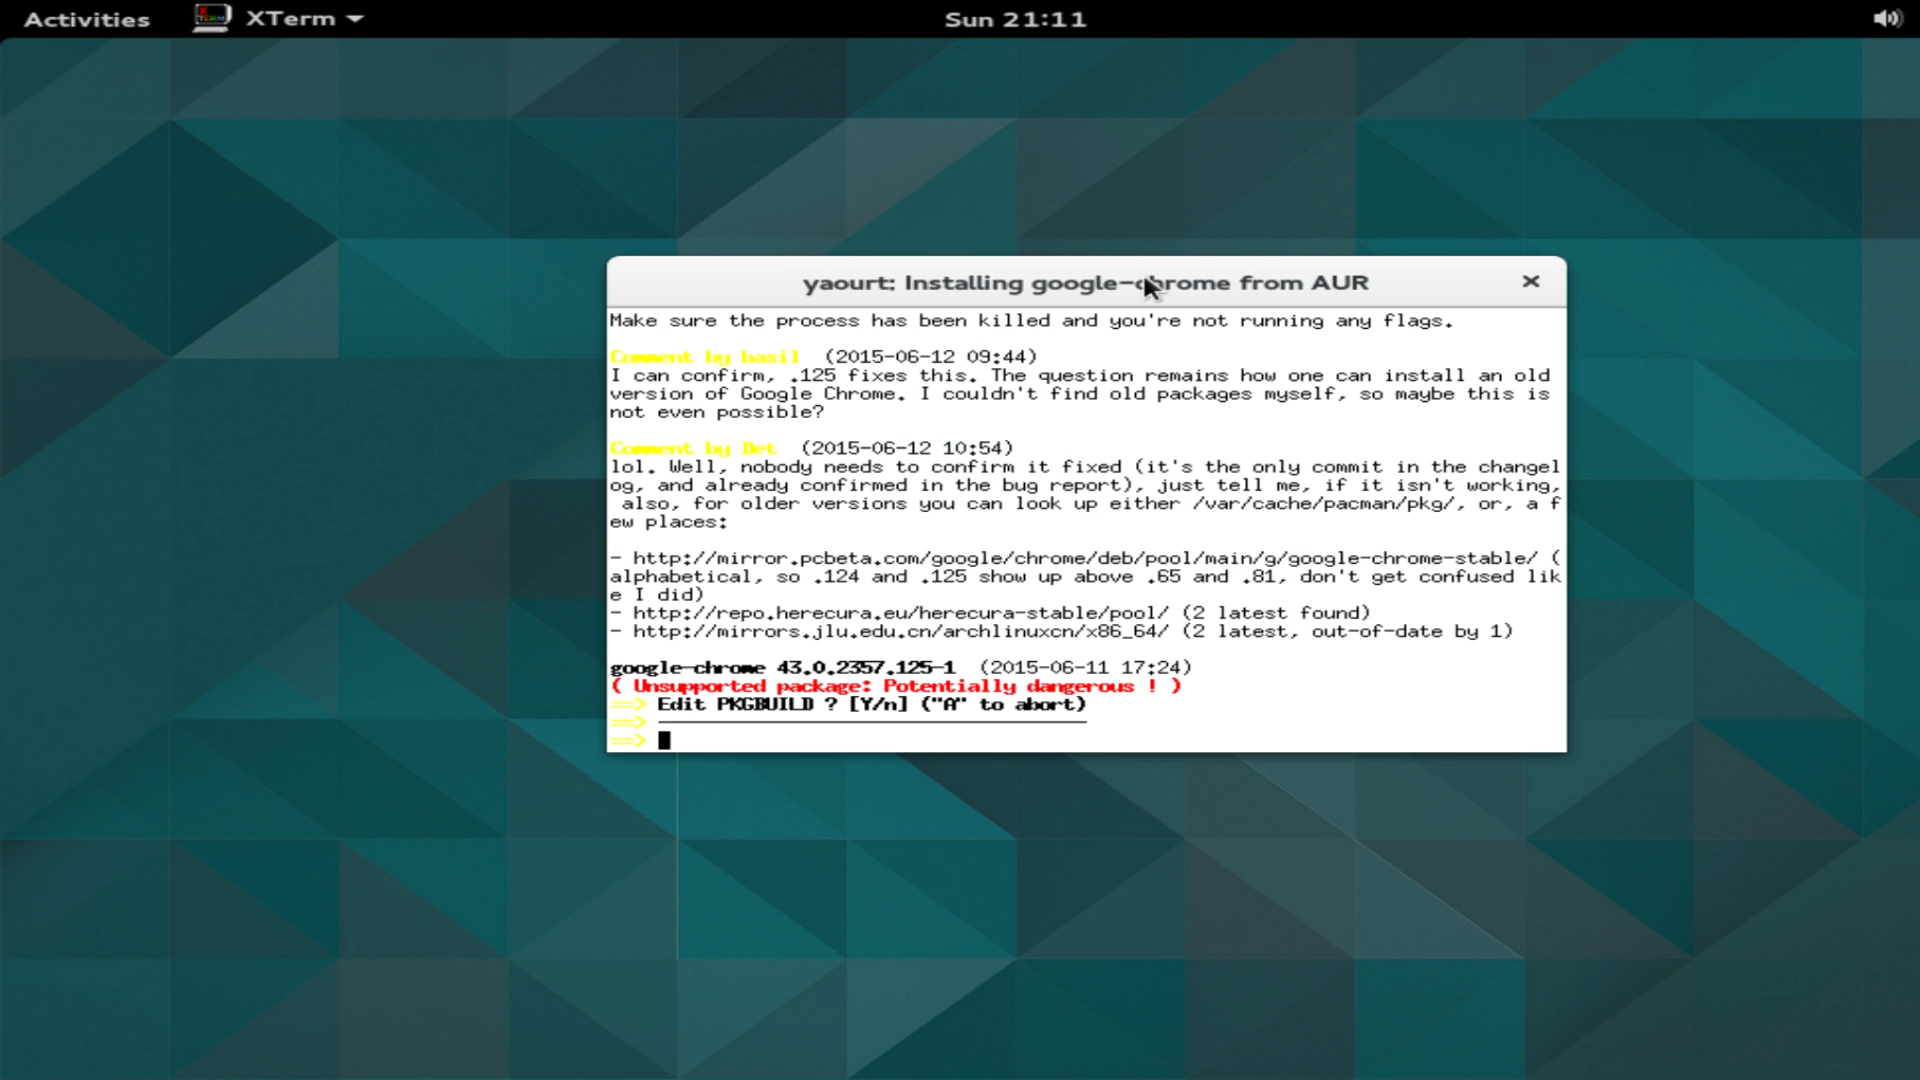 Activities XTerm Sun 21:11
yaourt: Installing google-chrome from AUR
Make sure the process has been killed and you're not running any flags.
Comment by basil (2015-06-12 09:44)
I can confirm, .125 fixes this. The question remains how one can install an old
version of Google Chrome. I couldn't find old packages myself, so maybe this is
not even possible?
Comment by Det (2015-06-12 10:54)
lol. Well, nobody needs to confirm it fixed (it's the only commit in the changel
og, and already confirmed in the bug report), just tell me, if it isn't working,
also, for older versions you can look up either /var/cache/pacman/pkg/, or, a f
ew places:
- http://mirror.pcbeta.com/google/chrome/deb/pool/main/g/google-chrome-stable/ (
alphabetical, so .124 and .125 show up above .65 and .81, don't get confused lik
e I did)
- http://repo.herecura.eu/herecura-stable/pool/ (2 latest found)
- http://mirrors.jlu.edu.cn/archlinuxcn/x86_64/ (2 latest, out-of-date by 1)
google-chrome 43.0.2357.125-1 (2015-06-11 17:24)
( Unsupported package: Potentially dangerous ! )
==> Edit PKGBUILD ? [Y/n] ("A" to abort)
==> ------------------------------------
==>